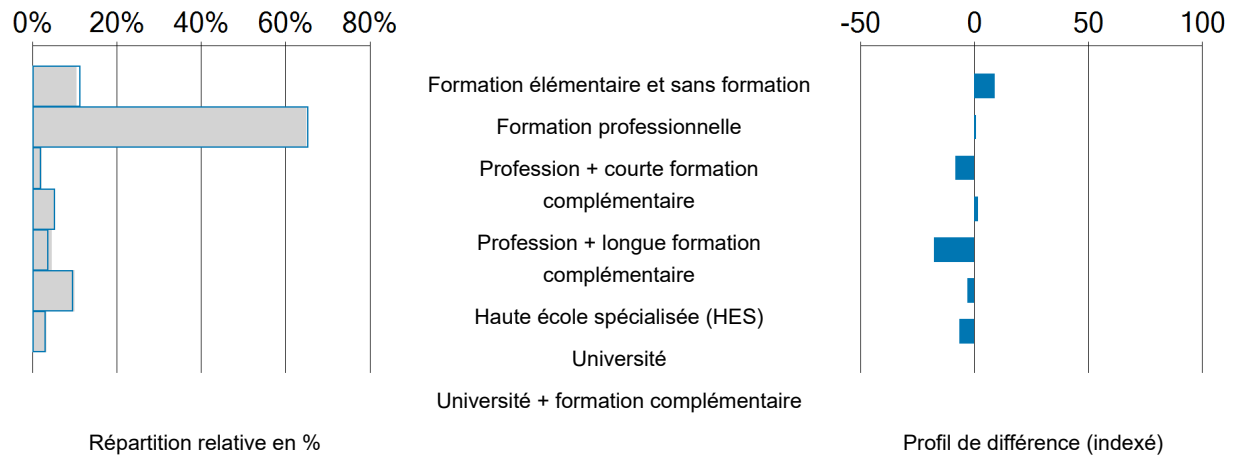 0% 20% 40% 60% 80%
-50 0 50 100
Formation élémentaire et sans formation
Formation professionnelle
Profession + courte formation
complémentaire
Profession + longue formation
complémentaire
Haute école spécialisée (HES)
Université
Université + formation complémentaire
Répartition relative en %
Profil de différence (indexé)